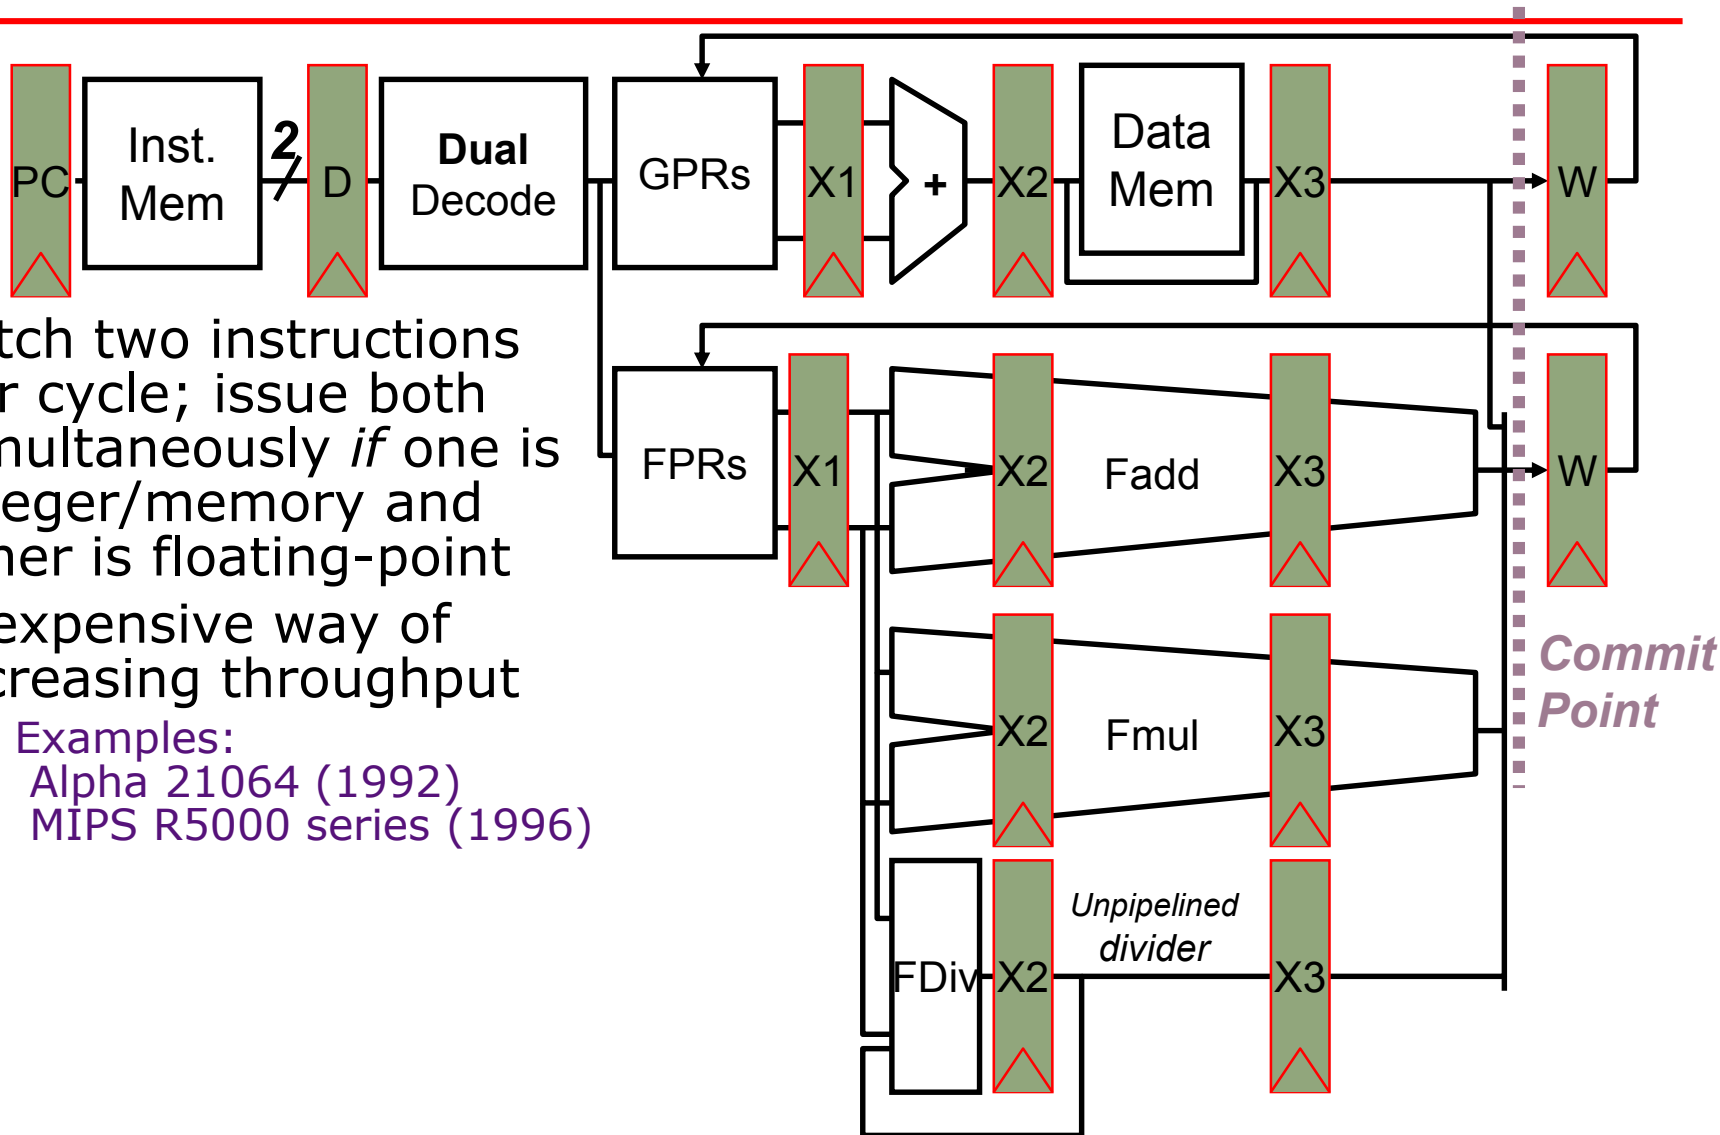 PC
Inst.
Mem
2
D
Dual
Decode
GPRs
X1
+
X2
Data
Mem
X3
W
tch two instructions
r cycle; issue both
multaneously if one is
eger/memory and
her is floating-point
expensive way of
creasing throughput
Examples:
Alpha 21064 (1992)
MIPS R5000 series (1996)
FPRs
X1
X2
Fadd
X3
W
X2
Fmul
X3
Commit
Point
FDiv
X2
Unpipelined
divider
X3